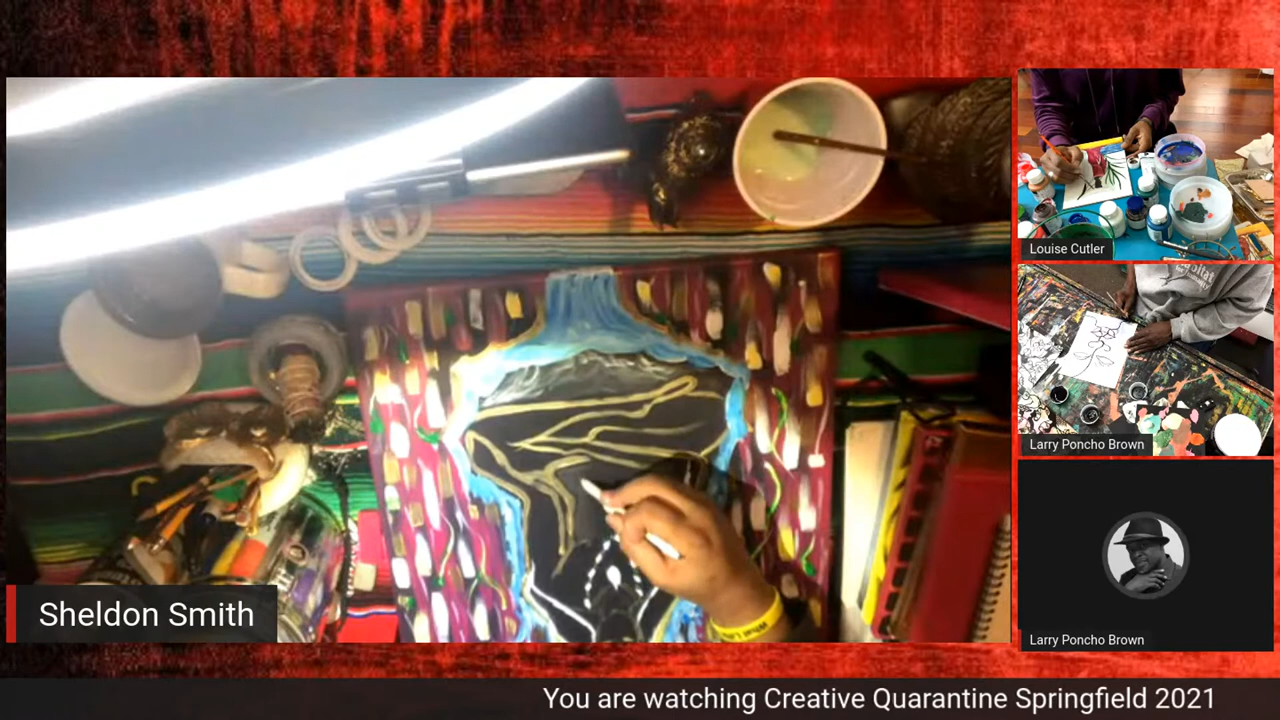 Louise Cutler
Larry Poncho Brown
Sheldon Smith
Larry Poncho Brown
You are watching Creative Quarantine Springfield 2021